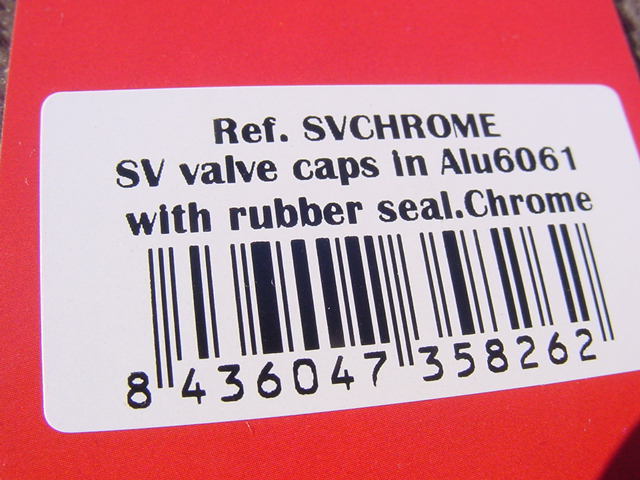 Ref. SVCHROME
SV valve caps in Alu6061
with rubber seal.Chrome
8 436047 358262